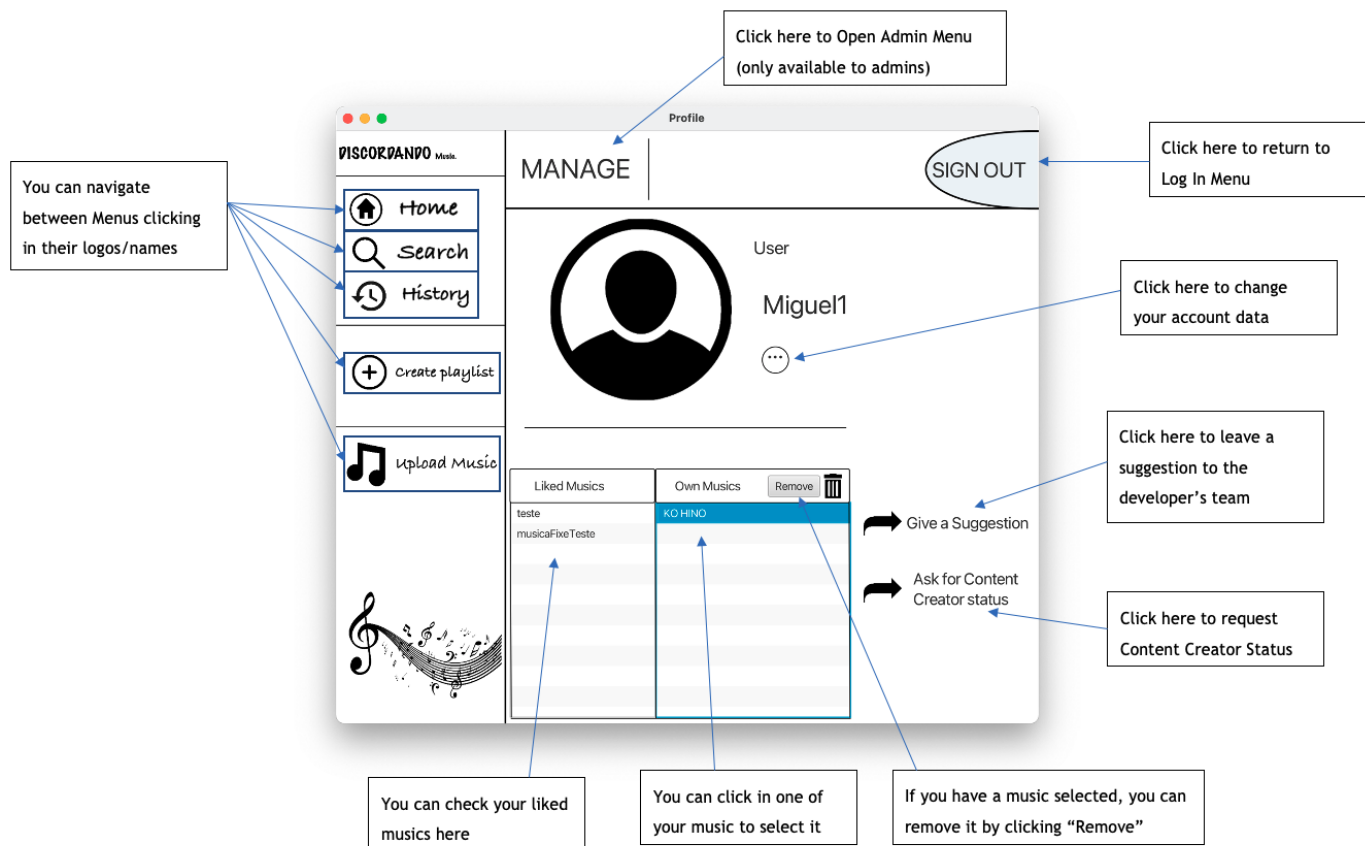 Click here to Open Admin Menu
(only available to admins)
Profile
DISCORDANDO Music.
MANAGE
SIGN OUT
Click here to return to
Log In Menu
You can navigate
between Menus clicking
in their logos/names
Home
Search
History
Create playlist
Upload Music
User
Miguel1
Click here to change
your account data
Click here to leave a
suggestion to the
developer’s team
Liked Musics
Own Musics
Remove
teste
musicaFixeTeste
KO HINO
Give a Suggestion
Ask for Content
Creator status
Click here to request
Content Creator Status
You can check your liked
musics here
You can click in one of
your music to select it
If you have a music selected, you can
remove it by clicking “Remove”